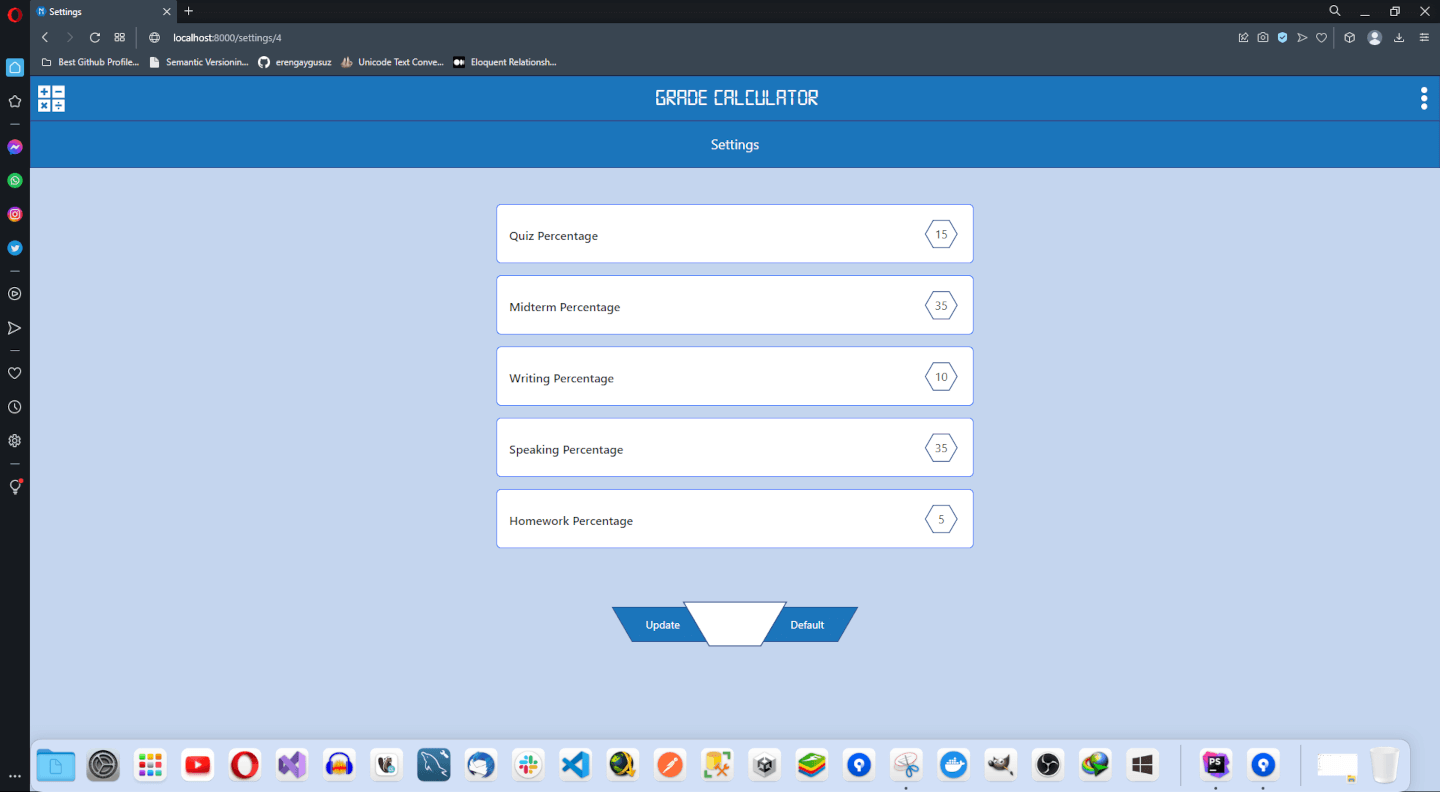 Settings
localhost:8000/settings/4
Best Github Profile...
Semantic Versionin...
erengaygusuz
Unicode Text Conve...
Eloquent Relationsh...
GRADE CALCULATOR
Settings
Quiz Percentage
15
Midterm Percentage
35
Writing Percentage
10
Speaking Percentage
35
Homework Percentage
5
Update
Default
PS